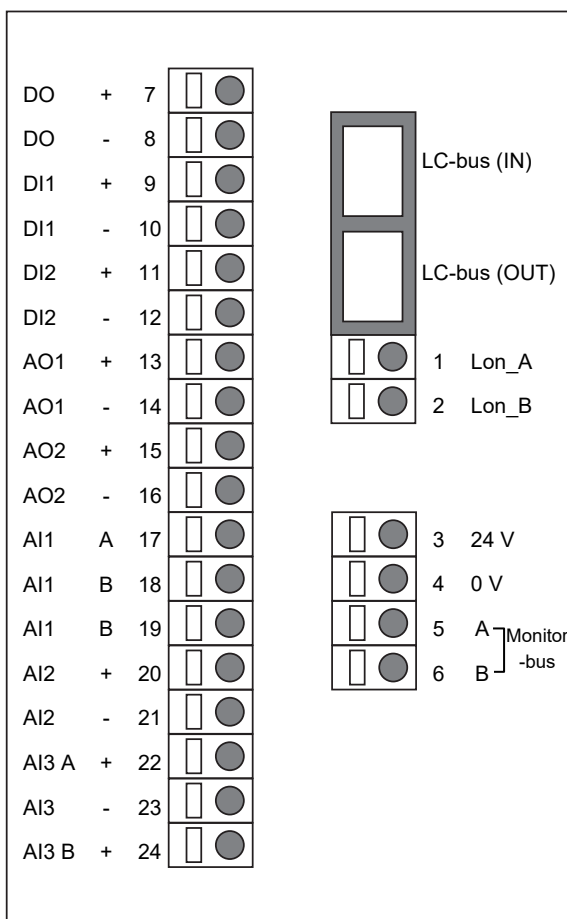 DO + 7
DO - 8
DI1 + 9
DI1 - 10
DI2 + 11
DI2 - 12
AO1 + 13
AO1 - 14
AO2 + 15
AO2 - 16
AI1 A 17
AI1 B 18
AI1 B 19
AI2 + 20
AI2 - 21
AI3 A + 22
AI3 - 23
AI3 B + 24
LC-bus (IN)
LC-bus (OUT)
1 Lon_A
2 Lon_B
3 24 V
4 0 V
5 A
6 B
Monitor
-bus